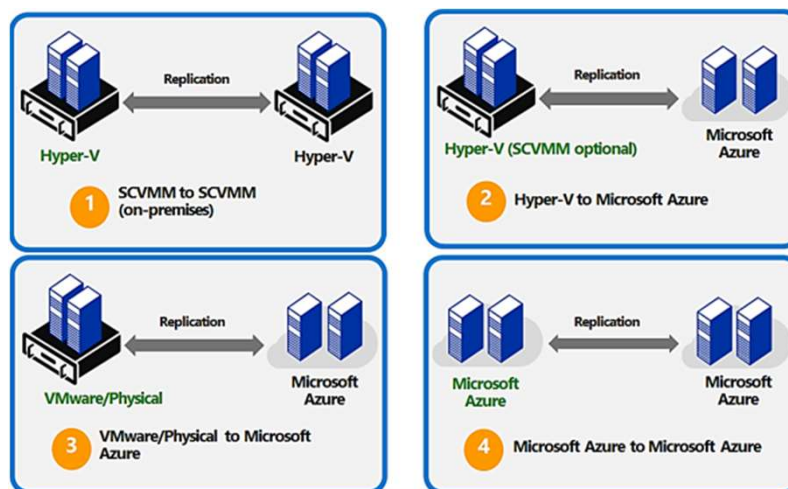 Replication
Hyper-V
Hyper-V
1
SCVMM to SCVMM
(on-premises)
Replication
Hyper-V (SCVMM optional)
Microsoft
Azure
2
Hyper-V to Microsoft Azure
Replication
VMware/Physical
Microsoft
Azure
3
VMware/Physical to Microsoft
Azure
Replication
Microsoft
Azure
Microsoft
Azure
4
Microsoft Azure to Microsoft Azure